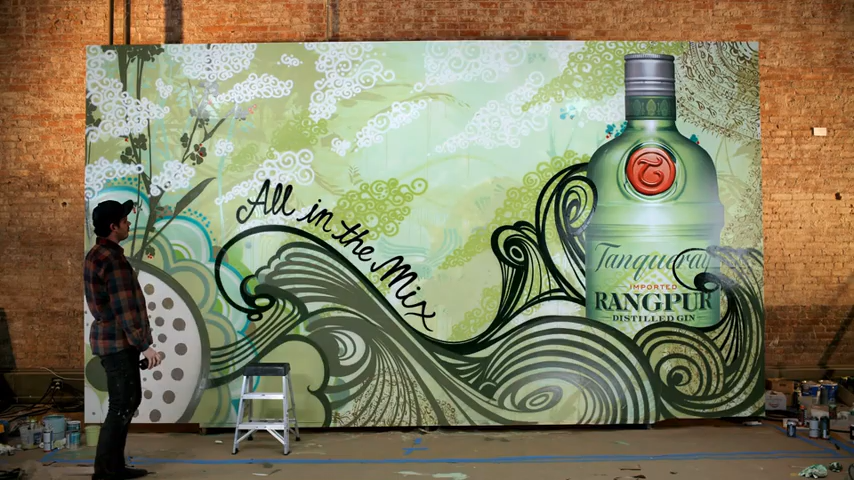 All in the Mix
Tanqueray
IMPORTED
RANGPUR
DISTILLED GIN